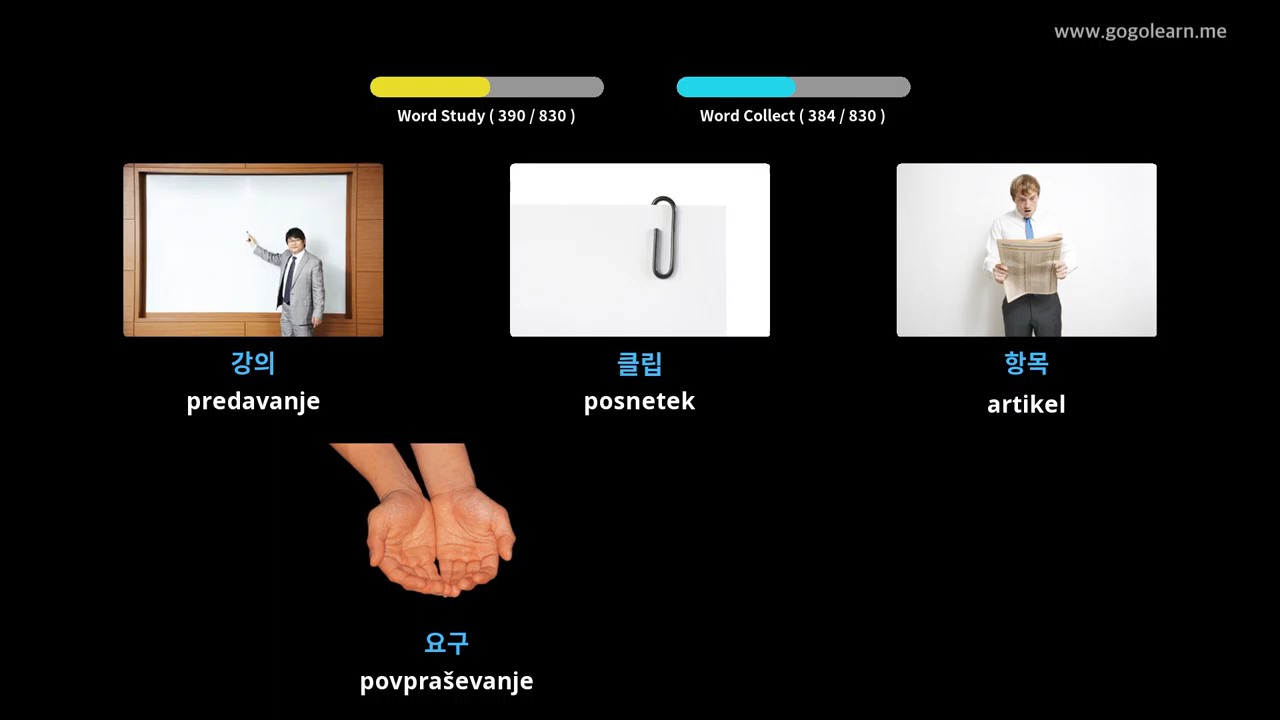 www.gogolearn.me
Word Study ( 390 / 830 )
Word Collect ( 384 / 830 )
강의
predavanje
클립
posnetek
항목
artikel
요구
povpraševanje